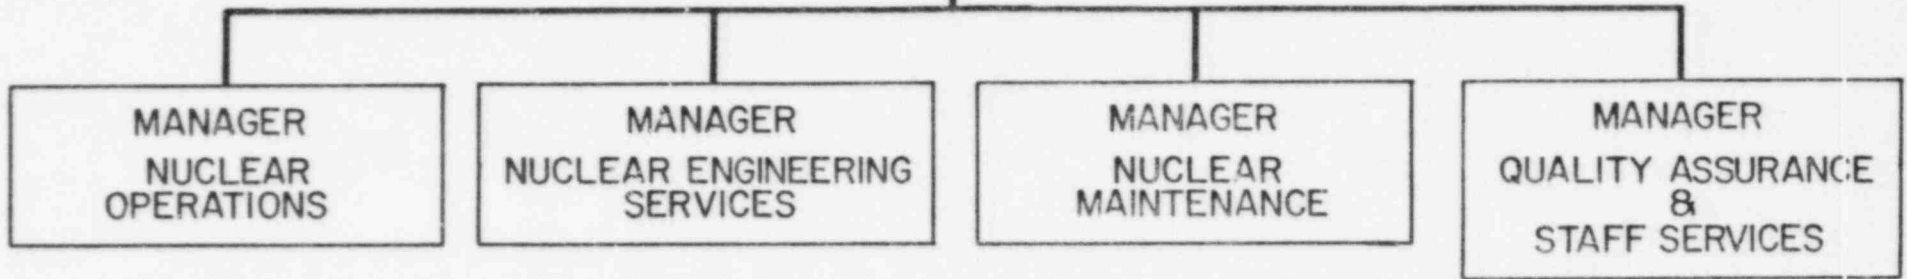 MANAGER
NUCLEAR
OPERATIONS
MANAGER
NUCLEAR ENGINEERING
SERVICES
MANAGER
NUCLEAR
MAINTENANCE
MANAGER
QUALITY ASSURANCE
&
STAFF SERVICES